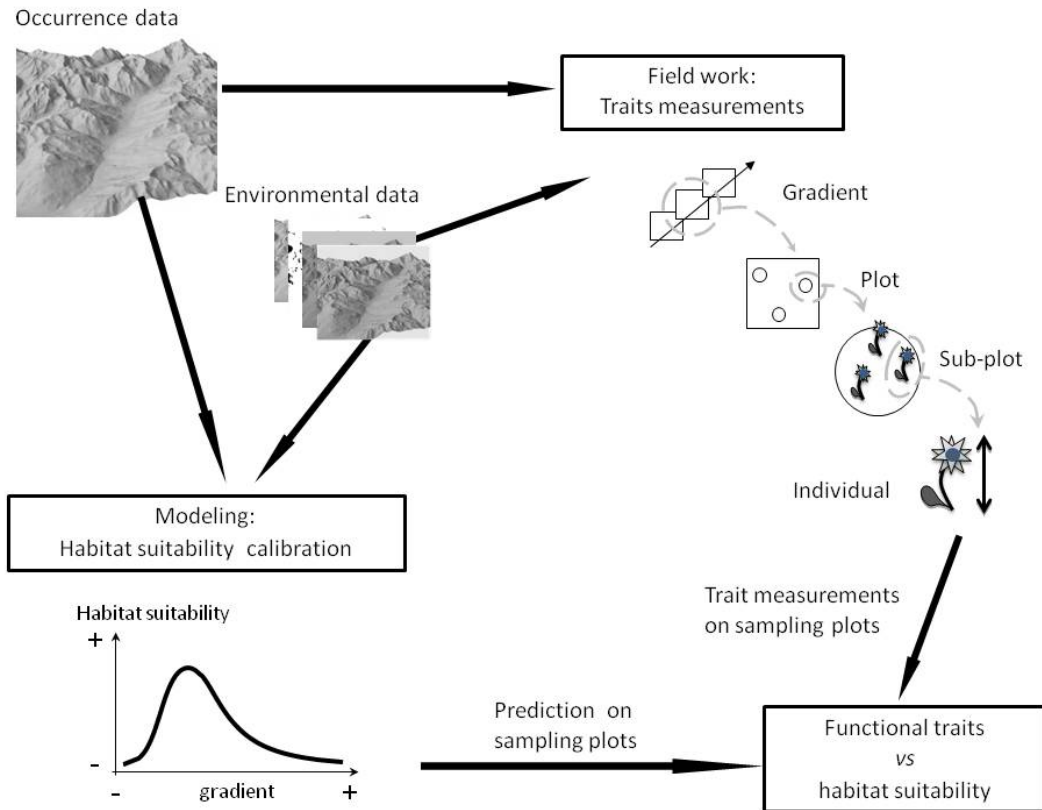 Occurrence data
Field work:
Traits measurements
Environmental data
Gradient
Plot
Sub-plot
Individual
Modeling:
Habitat suitability calibration
Trait measurements
on sampling plots
Habitat suitability
+
-
- gradient +
Prediction on
sampling plots
Functional traits
vs
habitat suitability